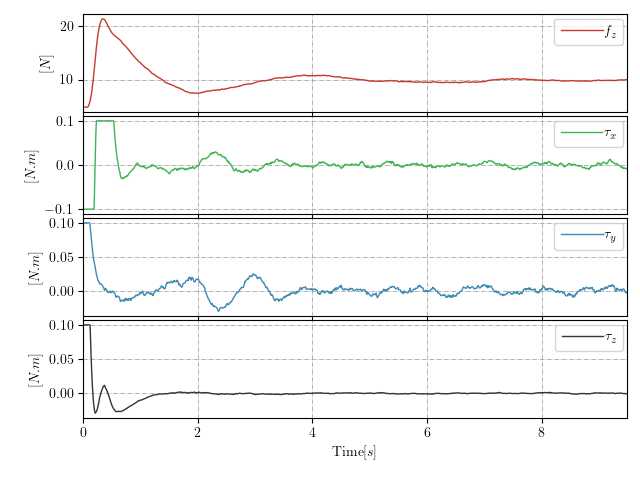 20
10
[N]
f_z
0.1
0.0
−0.1
[N.m]
τ_x
0.10
0.05
0.00
[N.m]
τ_y
0.10
0.05
0.00
[N.m]
τ_z
0 2 4 6 8
Time[s]